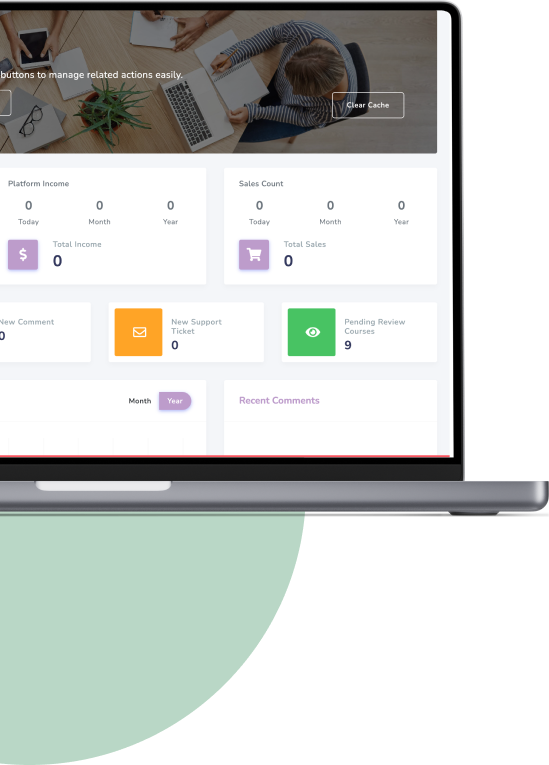 buttons to manage related actions easily.
Clear Cache
Platform Income
0 0 0
Today Month Year
Total Income
0
Sales Count
0 0 0
Today Month Year
Total Sales
0
New Comment
0
New Support
Ticket
0
Pending Review
Courses
9
Month Year
Recent Comments